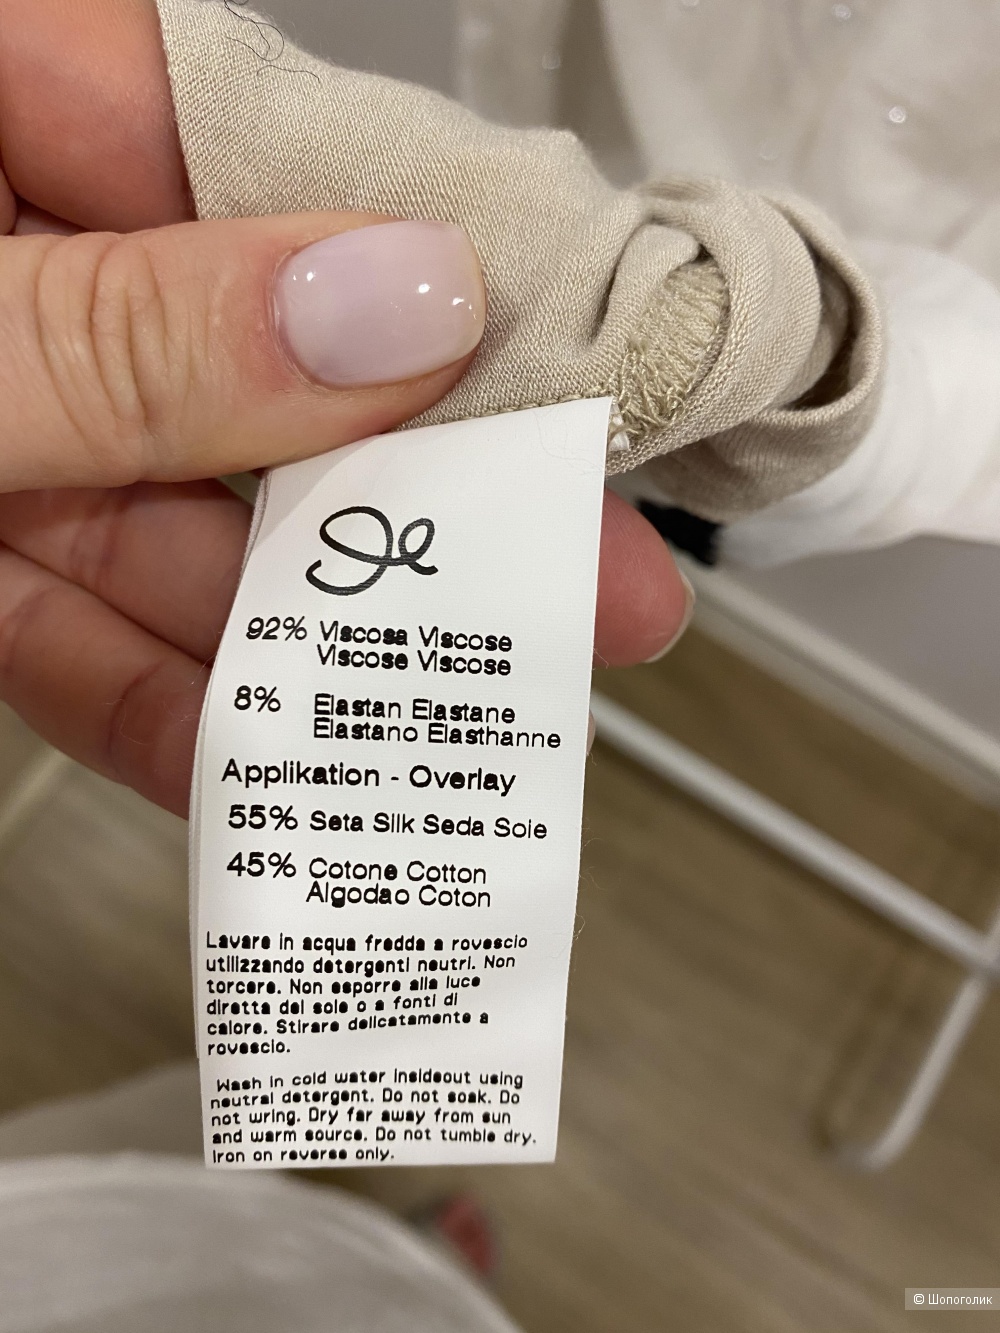 92% Viscosa Viscose
Viscose Viscose
8% Elastan Elastane
Elastano Elasthanne
Applikation - Overlay
55% Seta Silk Seda Soie
45% Cotone Cotton
Algodao Coton
Lavare in acqua fredda a rovescio
utilizzando detergenti neutri. Non
torcere. Non esporre alla luce
diretta del sole o a fonti di
calore. Stirare delicatamente a
rovescio.
Wash in cold water insideout using
neutral detergent. Do not soak. Do
not wring. Dry far away from sun
and warm source. Do not tumble dry.
Iron on reverse only.
© Шопоголик